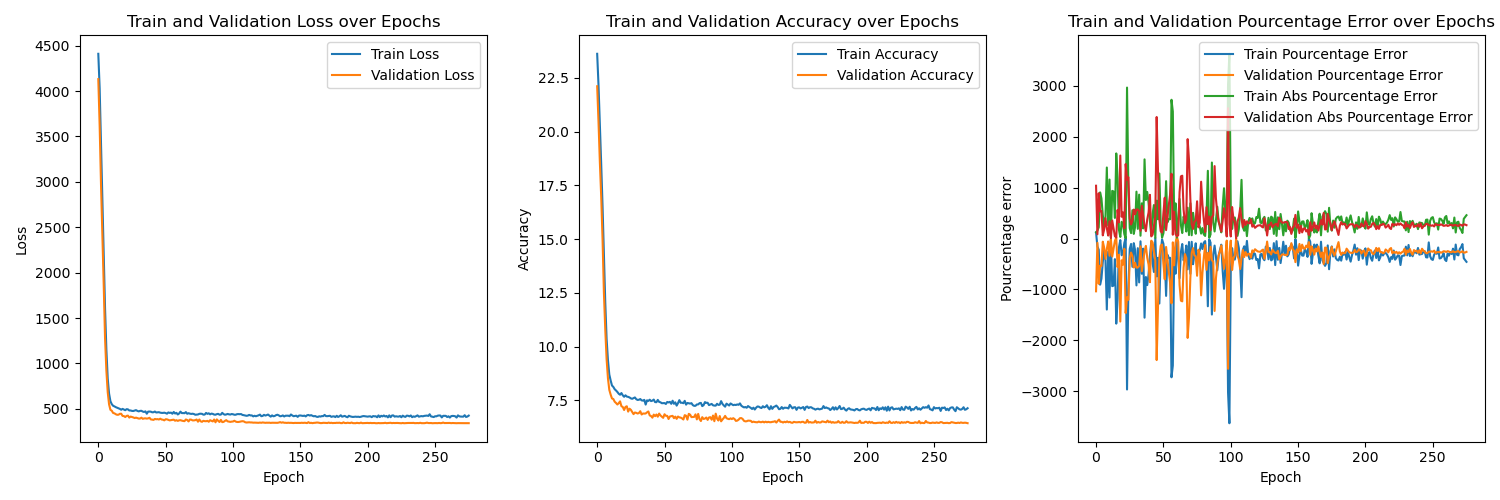 Train and Validation Loss over Epochs
Train Loss
Validation Loss
4500
4000
3500
3000
2500
2000
1500
1000
500
Loss
0
50
100
150
200
250
Epoch
Train and Validation Accuracy over Epochs
Train Accuracy
Validation Accuracy
22.5
20.0
17.5
15.0
12.5
10.0
7.5
Accuracy
0
50
100
150
200
250
Epoch
Train and Validation Pourcentage Error over Epochs
Train Pourcentage Error
Validation Pourcentage Error
Train Abs Pourcentage Error
Validation Abs Pourcentage Error
3000
2000
1000
0
−1000
−2000
−3000
Pourcentage error
0
50
100
150
200
250
Epoch